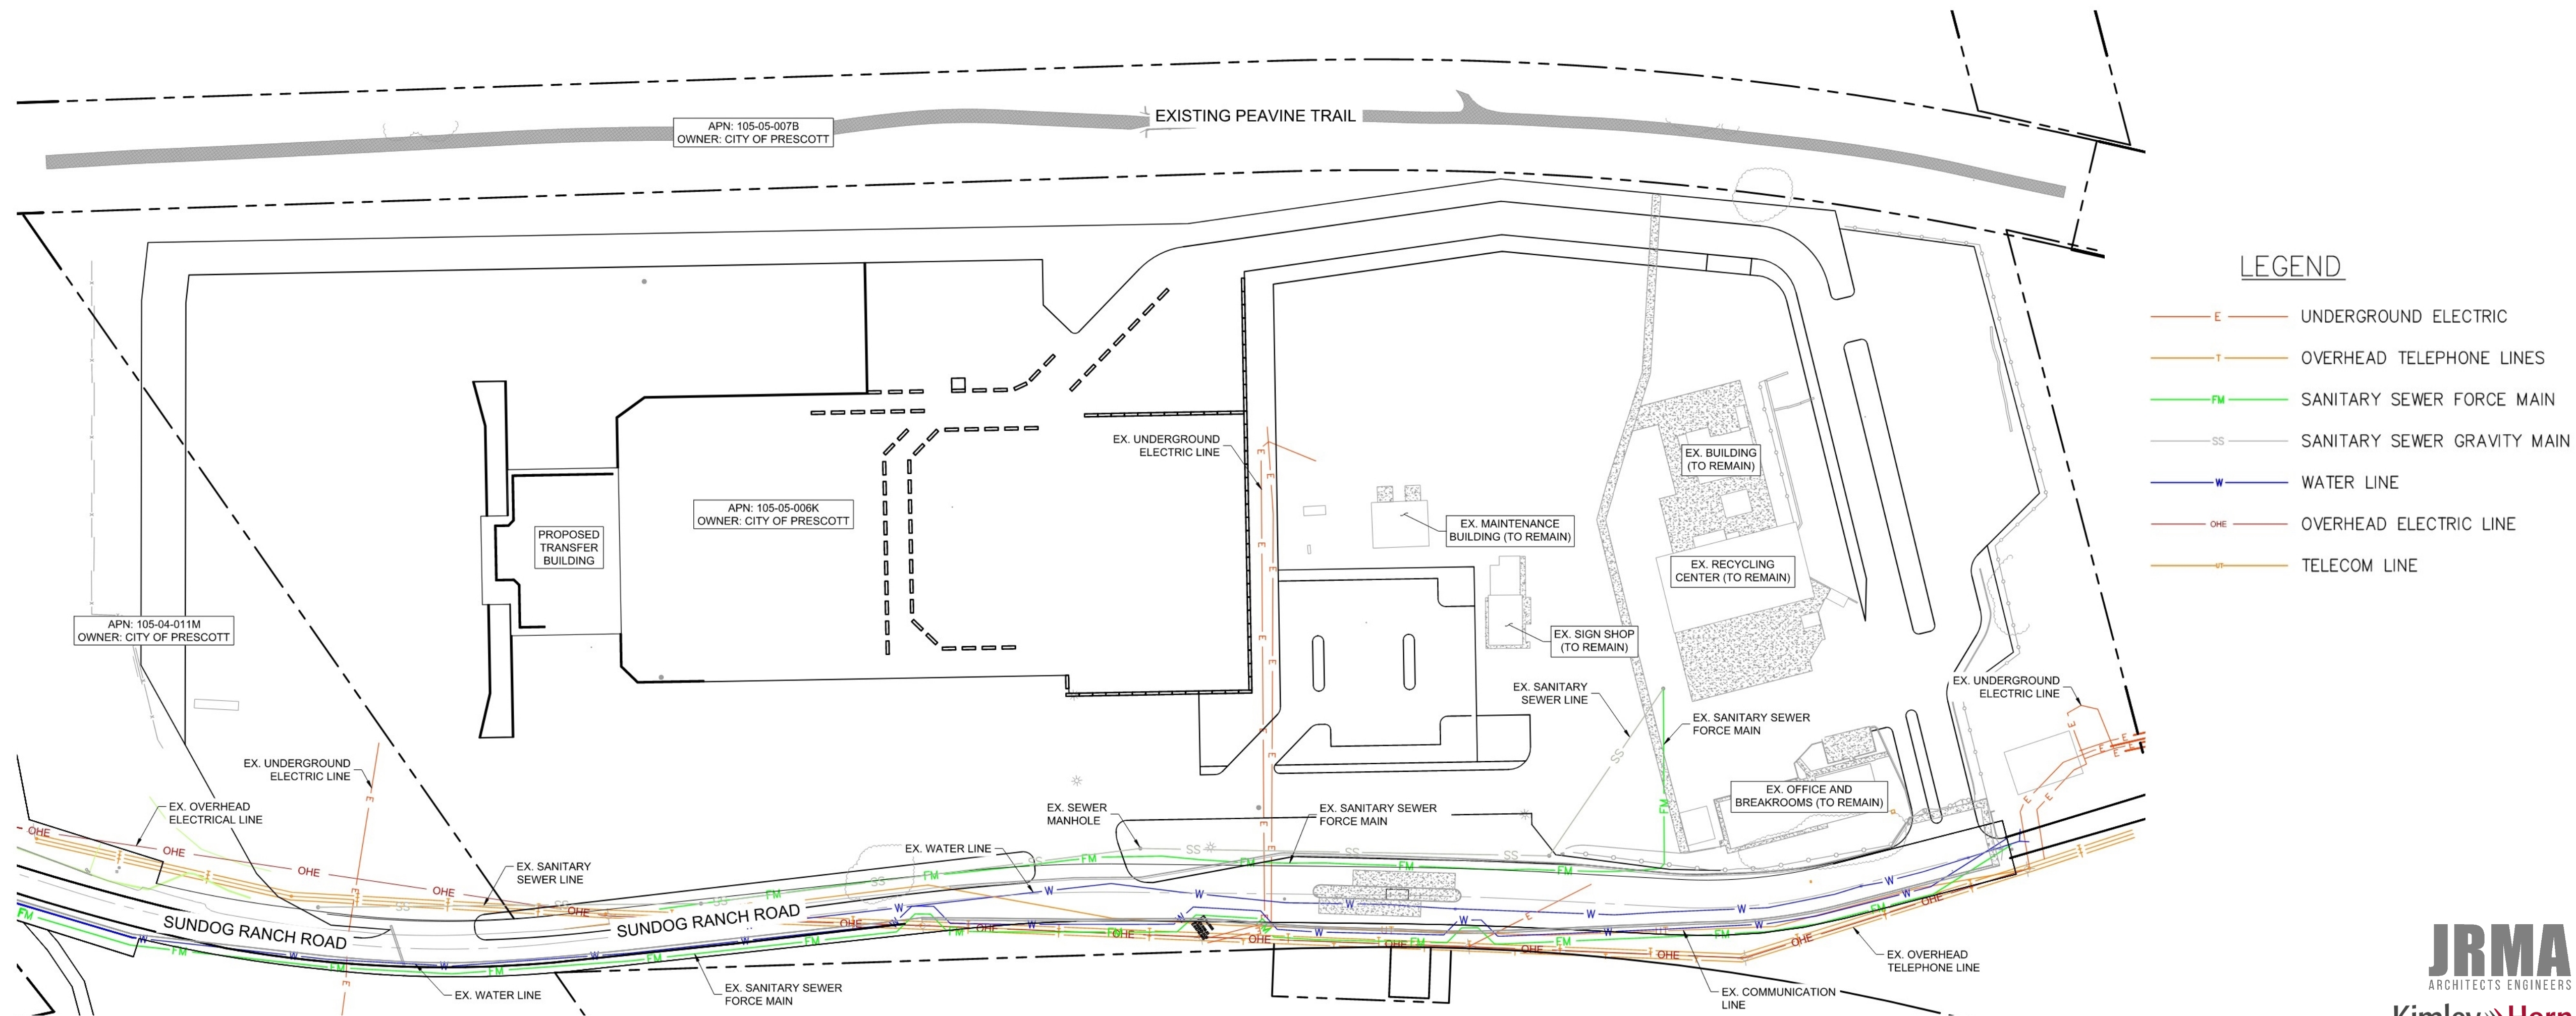 EXISTING PEAVINE TRAIL
APN: 105-05-007B
OWNER: CITY OF PRESCOTT
LEGEND
E
UNDERGROUND ELECTRIC
T
OVERHEAD TELEPHONE LINES
FM
SANITARY SEWER FORCE MAIN
SS
SANITARY SEWER GRAVITY MAIN
W
WATER LINE
OHE
OVERHEAD ELECTRIC LINE
UT
TELECOM LINE
EX. UNDERGROUND
ELECTRIC LINE
EX. BUILDING
(TO REMAIN)
APN: 105-05-006K
OWNER: CITY OF PRESCOTT
PROPOSED
TRANSFER
BUILDING
EX. MAINTENANCE
BUILDING (TO REMAIN)
EX. RECYCLING
CENTER (TO REMAIN)
APN: 105-04-011M
OWNER: CITY OF PRESCOTT
EX. SIGN SHOP
(TO REMAIN)
EX. SANITARY
SEWER LINE
EX. SANITARY SEWER
FORCE MAIN
EX. UNDERGROUND
ELECTRIC LINE
EX. UNDERGROUND
ELECTRIC LINE
EX. OVERHEAD
ELECTRICAL LINE
EX. SEWER
MANHOLE
EX. SANITARY SEWER
FORCE MAIN
EX. OFFICE AND
BREAKROOMS (TO REMAIN)
EX. WATER LINE
EX. SANITARY
SEWER LINE
SUNDOG RANCH ROAD
SUNDOG RANCH ROAD
EX. WATER LINE
EX. SANITARY SEWER
FORCE MAIN
EX. OVERHEAD
TELEPHONE LINE
EX. COMMUNICATION
LINE
JRMA
ARCHITECTS ENGINEERS
Kimley»Horn